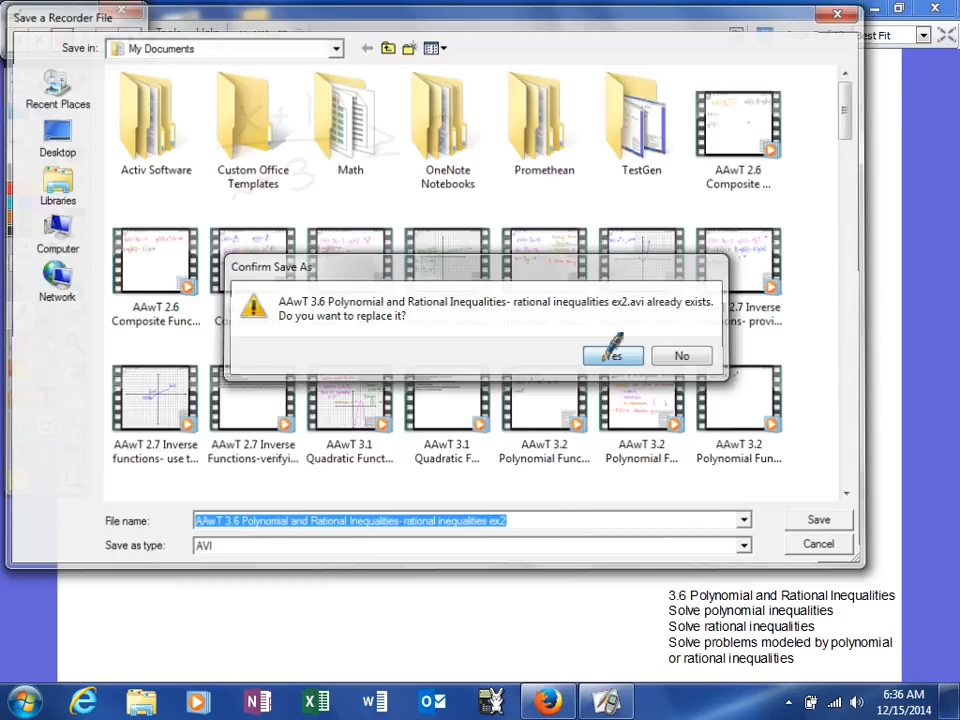 Save a Recorder File
Best Fit
Save in:
My Documents
Recent Places
Desktop
Libraries
Computer
Network
Activ Software
Custom Office Templates
Math
OneNote Notebooks
Promethean
TestGen
AAwT 2.6 Composite ...
AAwT 2.6 Composite Func...
2.7 Inverse
ons- provi...
Confirm Save As
AAwT 3.6 Polynomial and Rational Inequalities- rational inequalities ex2.avi already exists.
Do you want to replace it?
Yes
No
AAwT 2.7 Inverse functions- use t...
AAwT 2.7 Inverse Functions-verifyi...
AAwT 3.1 Quadratic Funct...
AAwT 3.1 Quadratic F...
AAwT 3.2 Polynomial Func...
AAwT 3.2 Polynomial F...
AAwT 3.2 Polynomial Fun...
File name:
AAwT 3.6 Polynomial and Rational Inequalities- rational inequalities ex2
Save
Save as type:
AVI
Cancel
3.6 Polynomial and Rational Inequalities
Solve polynomial inequalities
Solve rational inequalities
Solve problems modeled by polynomial
or rational inequalities
6:36 AM
12/15/2014